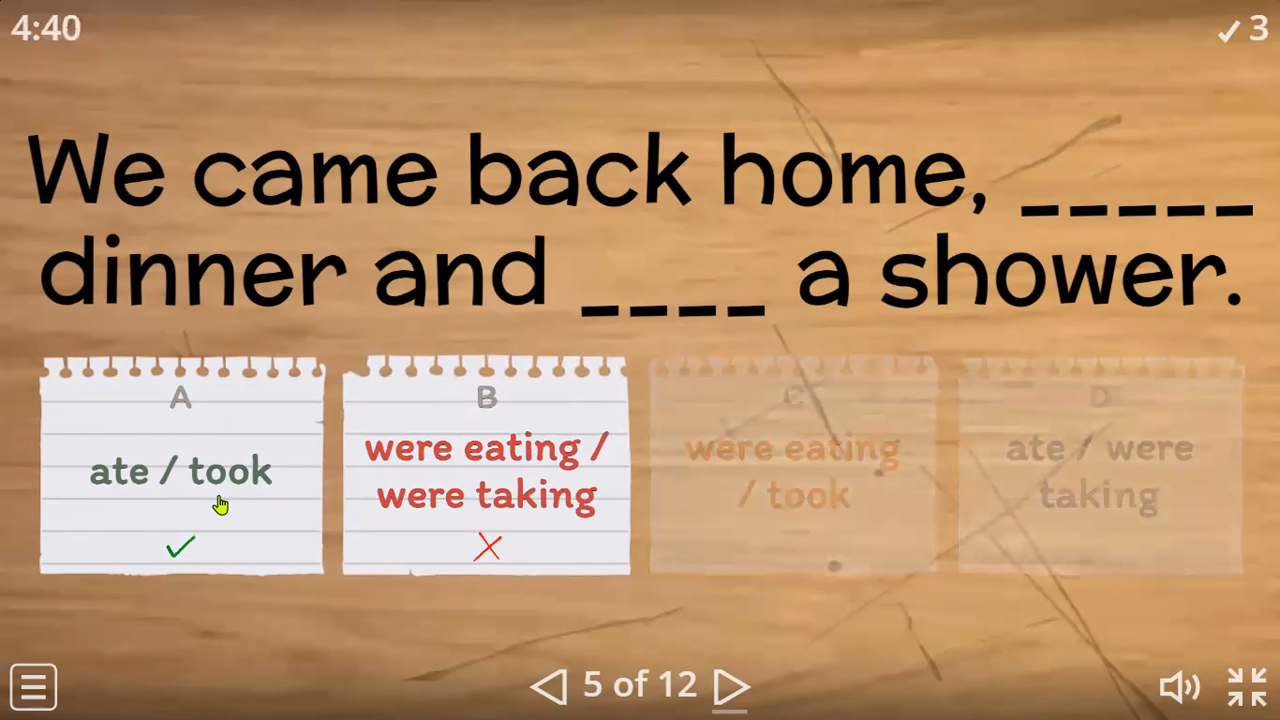 4:40
✓ 3
We came back home, _____
dinner and ____ a shower.
A
ate / took
✓
B
were eating /
were taking
✗
C
were eating
/ took
D
ate / were
taking
5 of 12